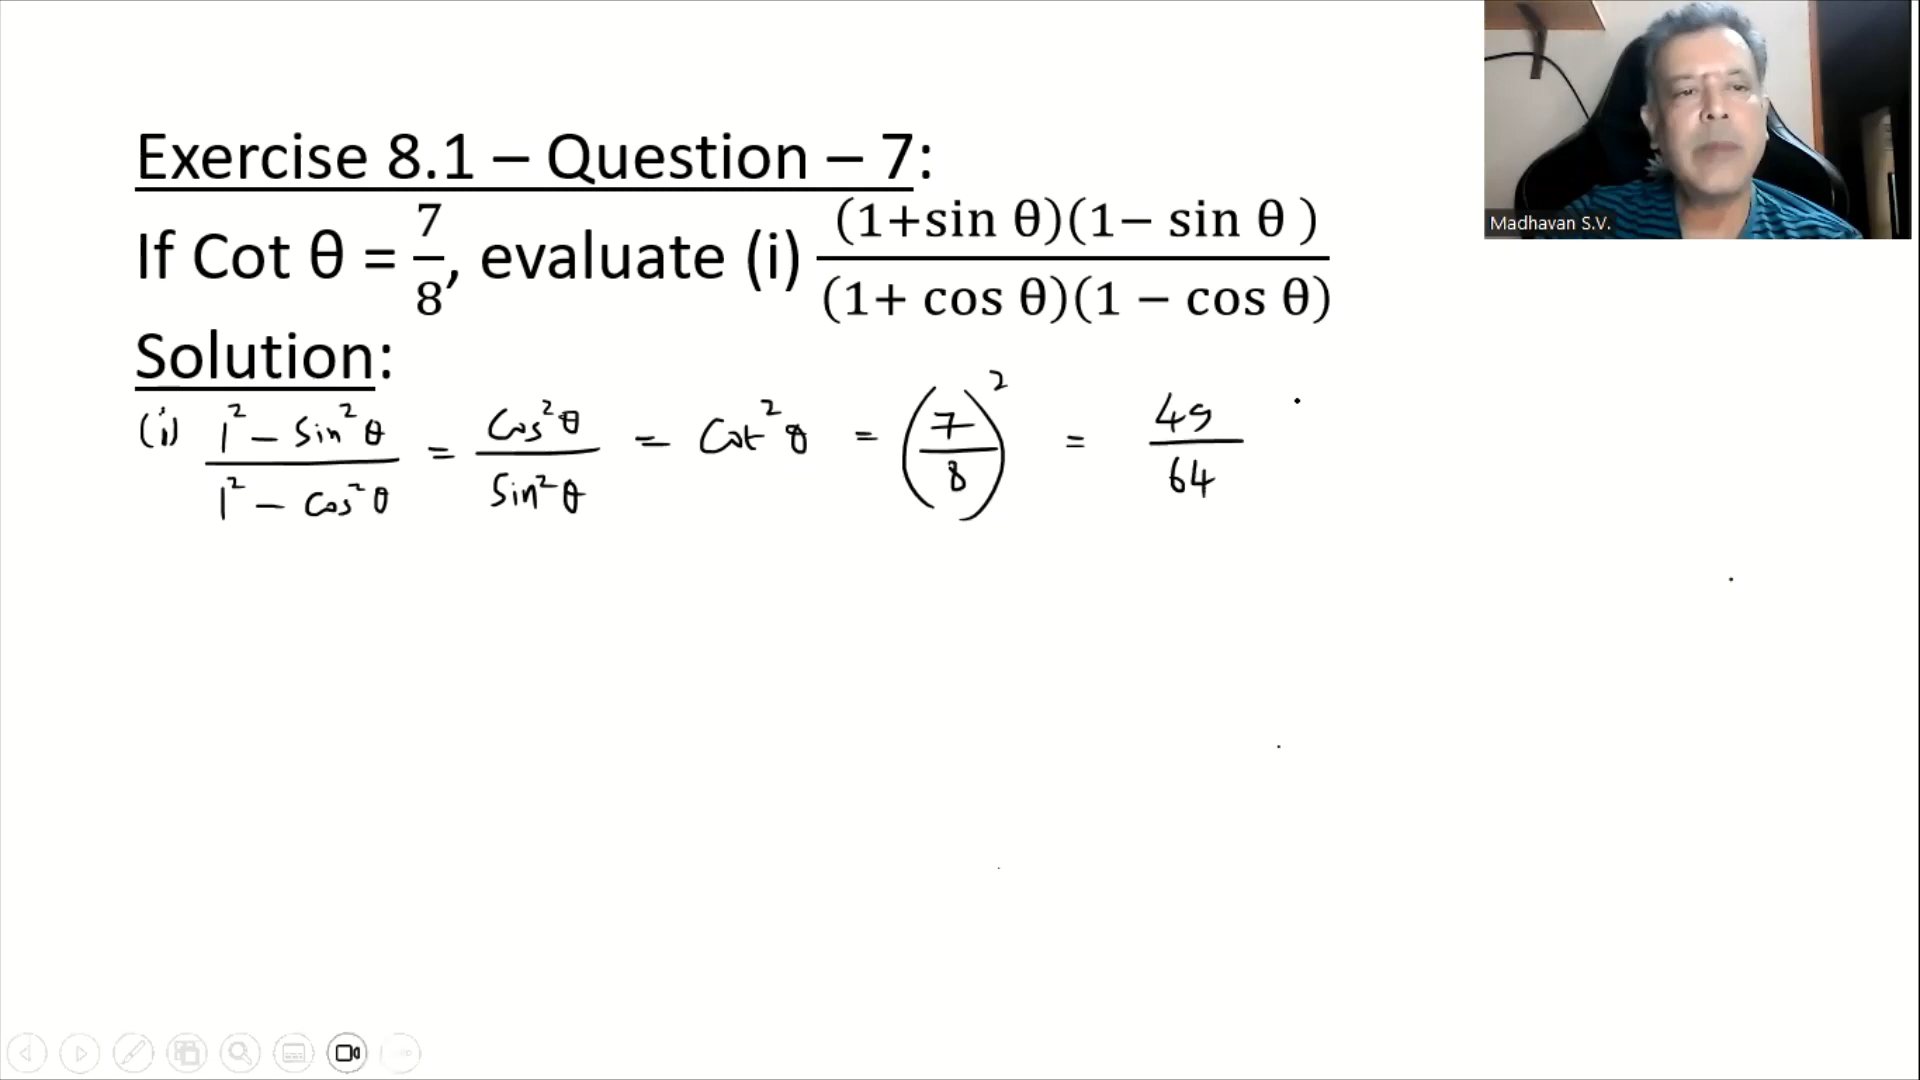 Exercise 8.1 – Question – 7:
If Cot θ = 7/8, evaluate (i) (1+sin θ)(1− sin θ )/(1+ cos θ)(1 − cos θ)
Solution:
(i) 1² − Sin²θ / 1² − Cos²θ = Cos²θ / Sin²θ = Cot²θ = (7/8)² = 49/64
Madhavan S.V.